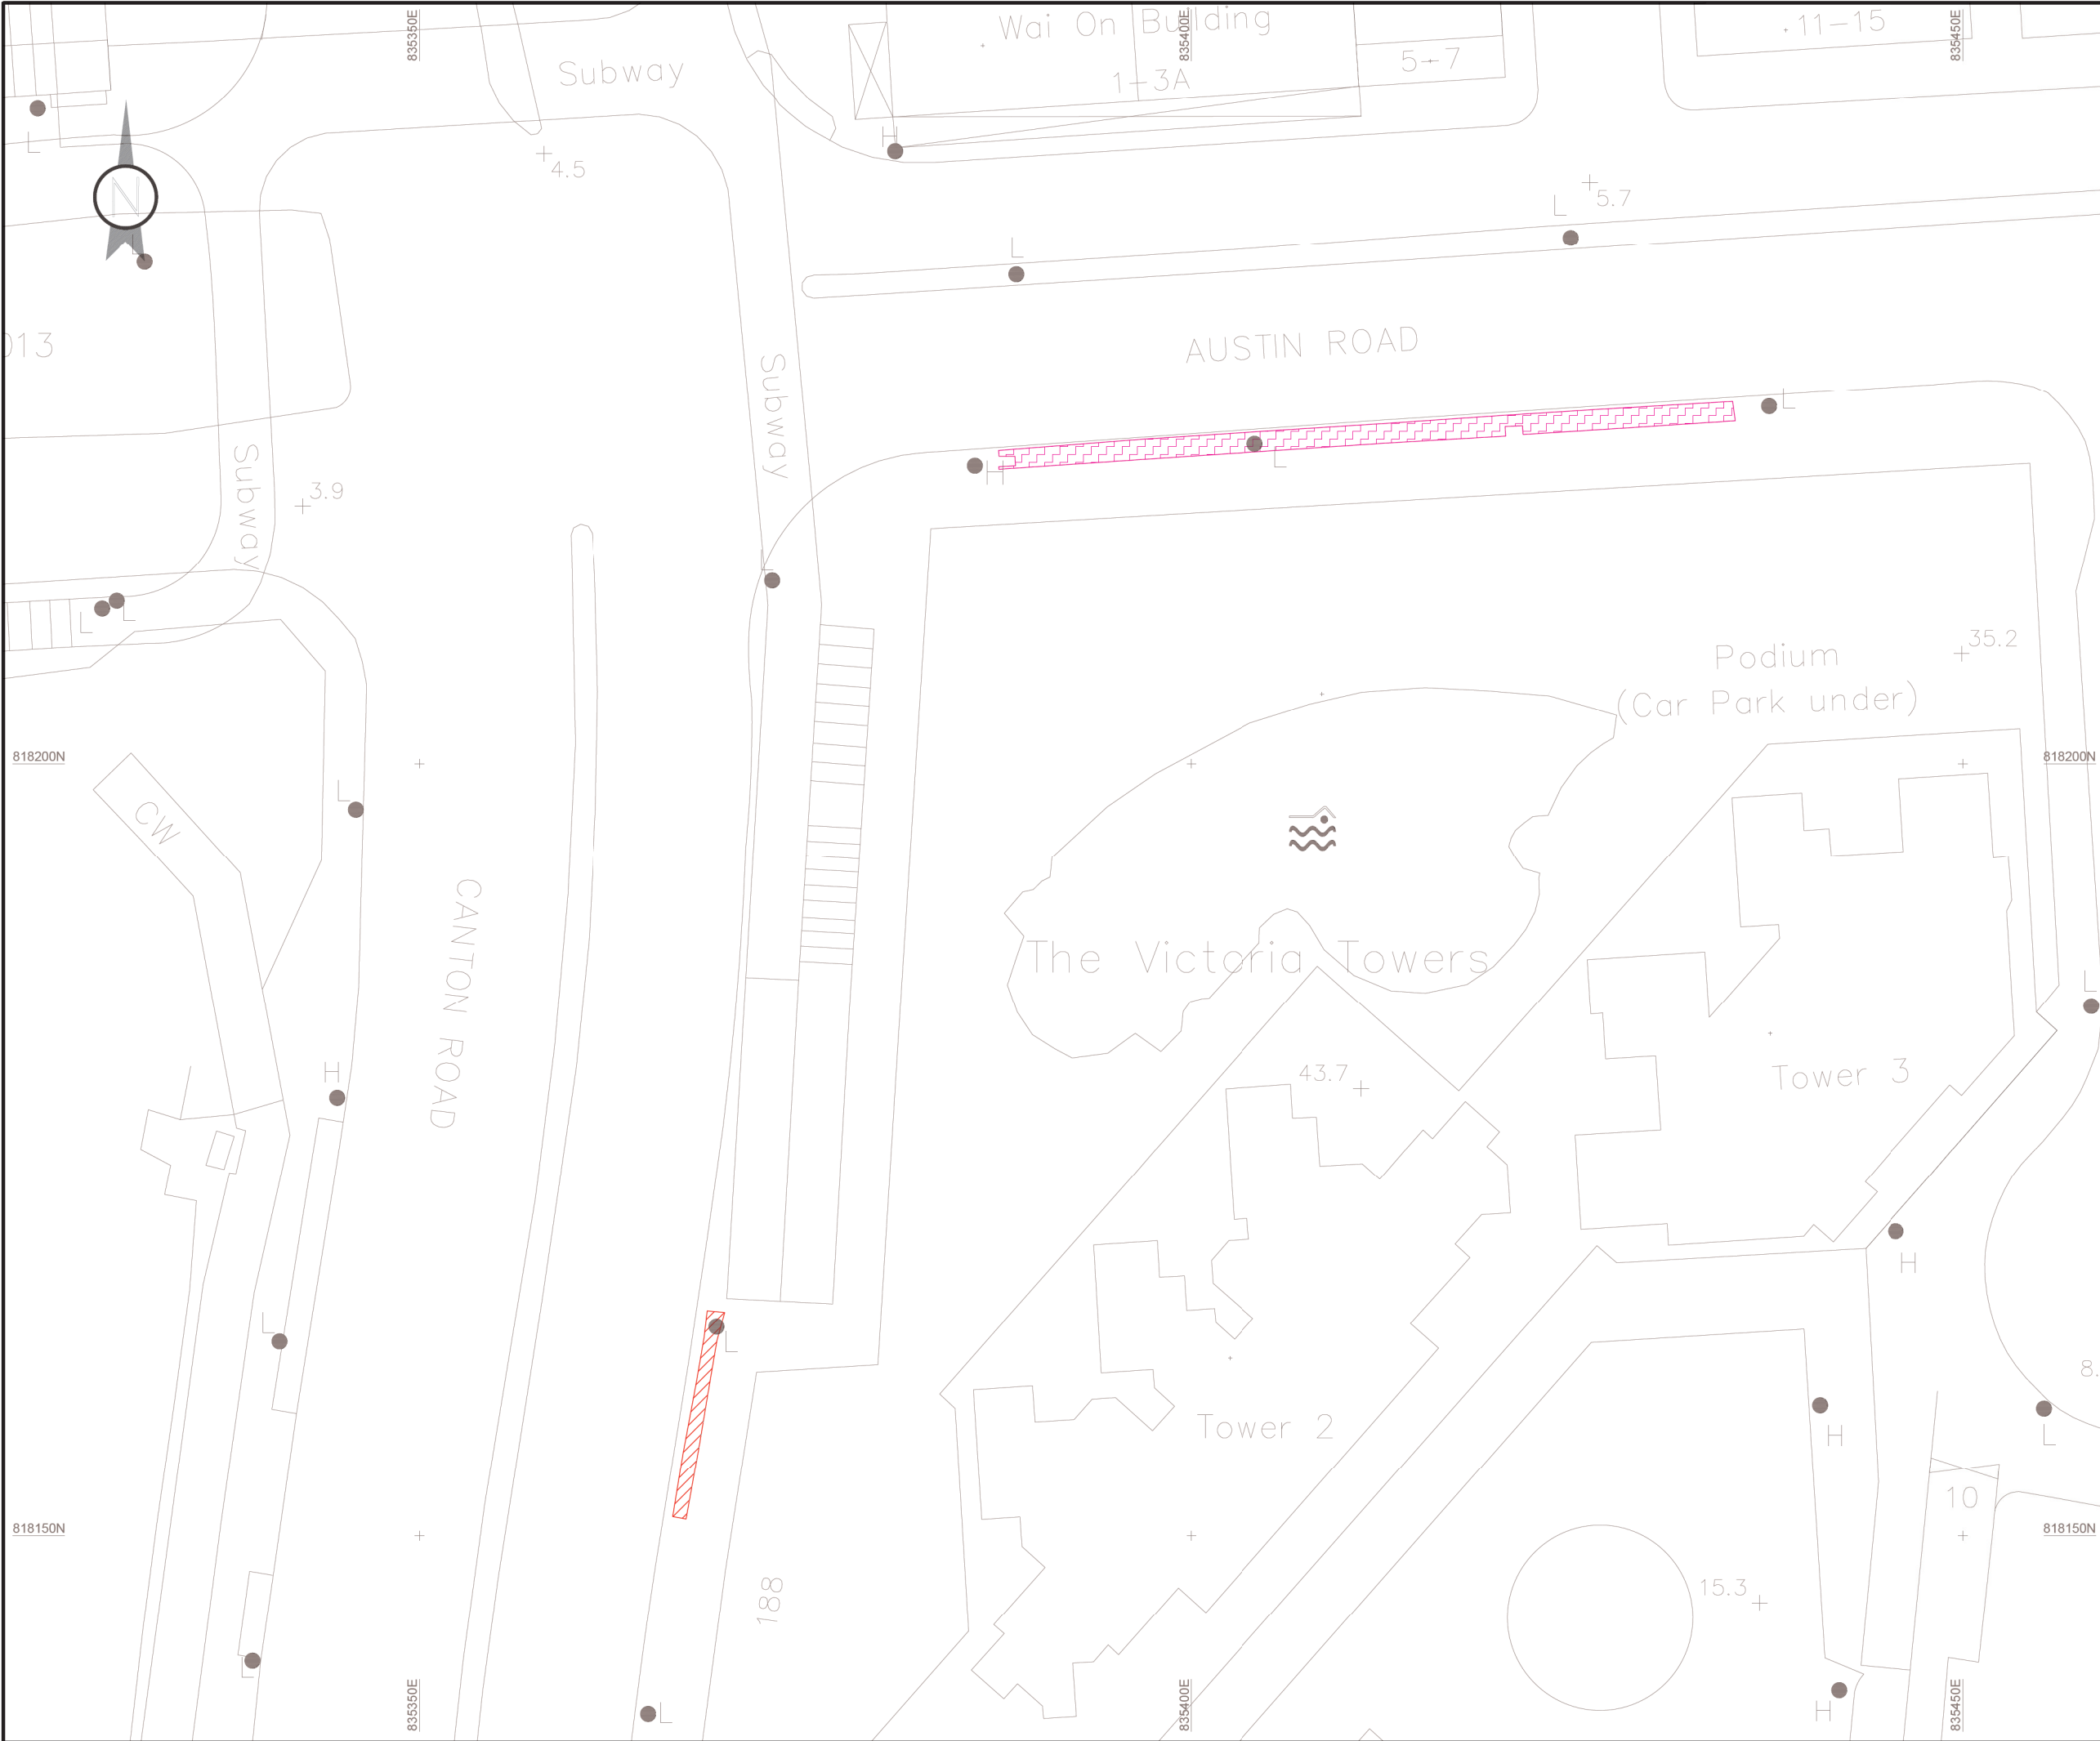 835350E
835400E
835450E
Wai On Building
1-3A
5-7
11-15
Subway
L
H
4.5
N
L
L
5.7
L
L
013
AUSTIN ROAD
Subway
L
L
H
Subway
3.9
L
L
L
35.2
Podium
(Car Park under)
818200N
818200N
L
CW
CANTON ROAD
The Victoria Towers
L
H
43.7
Tower 3
H
L
L
8.
Tower 2
H
L
10
818150N
818150N
188
15.3
L
L
H
835350E
835400E
835450E